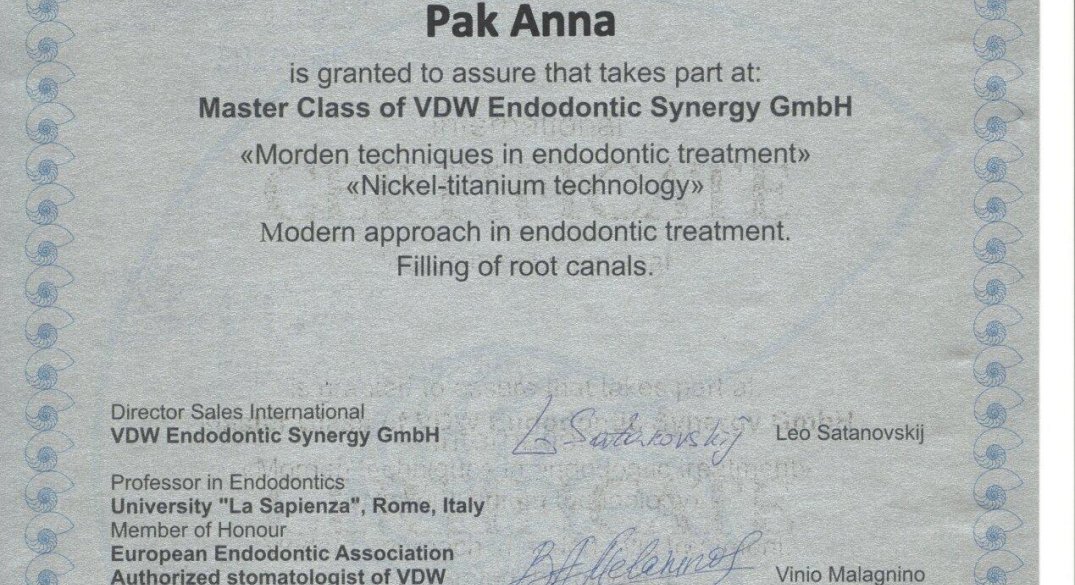 Pak Anna
is granted to assure that takes part at:
Master Class of VDW Endodontic Synergy GmbH
«Morden techniques in endodontic treatment»
«Nickel-titanium technology»
Modern approach in endodontic treatment.
Filling of root canals.
Director Sales International
VDW Endodontic Synergy GmbH
L Satanovskij
Leo Satanovskij
Professor in Endodontics
University "La Sapienza", Rome, Italy
Member of Honour
European Endodontic Association
Authorized stomatologist of VDW
Vinio Malagnino